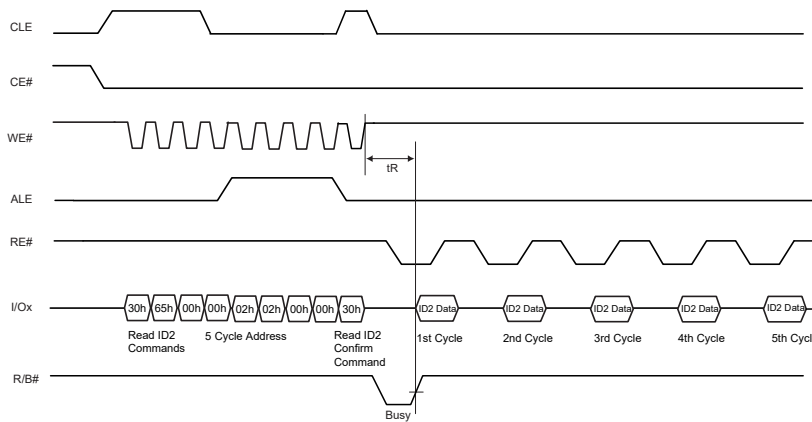 CLE
CE#
WE#
tR
ALE
RE#
I/Ox
30h 65h 00h 00h 02h 02h 00h 00h 30h ID2 Data ID2 Data ID2 Data ID2 Data ID2 Data
Read ID2
Commands
5 Cycle Address
Read ID2
Confirm
Command
1st Cycle
2nd Cycle
3rd Cycle
4th Cycle
5th Cycl
R/B#
Busy